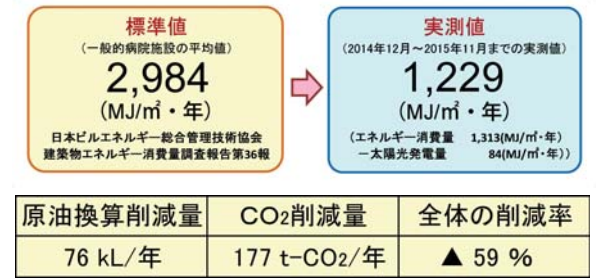 標準値
（一般的病院施設の平均値）
2,984
（MJ/㎡・年）
日本ビルエネルギー総合管理技術協会
建築物エネルギー消費量調査報告第36報
実測値
（2014年12月～2015年11月までの実測値）
1,229
（MJ/㎡・年）
（エネルギー消費量 1,313(MJ/㎡・年)
－太陽光発電量 84(MJ/㎡・年)）
原油換算削減量 CO2削減量 全体の削減率
76 kL/年 177 t-CO2/年 ▲ 59 %